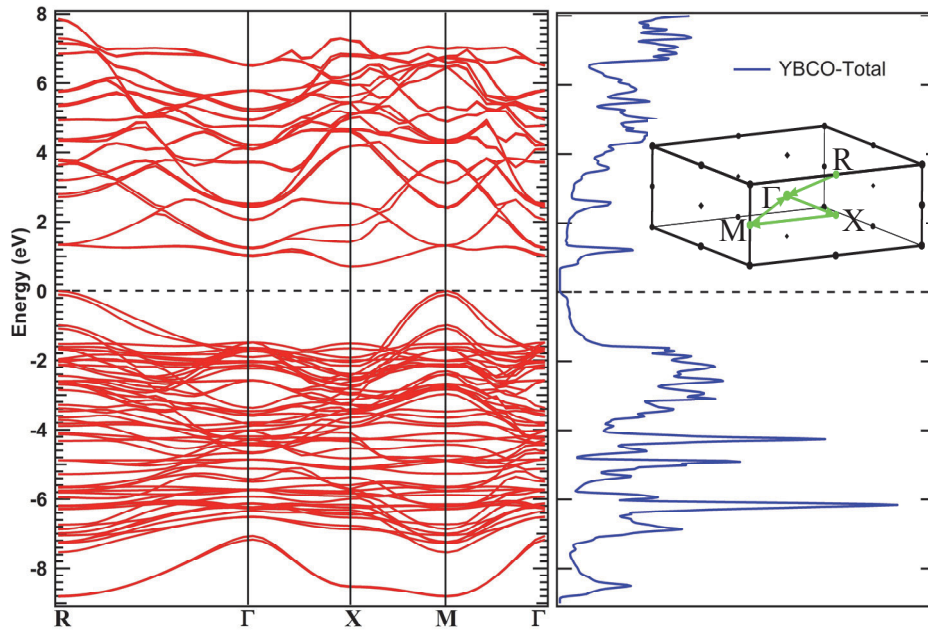 8
6
4
2
0
-2
-4
-6
-8
Energy (eV)
R Γ X M Γ
YBCO-Total
R
Γ
M
X